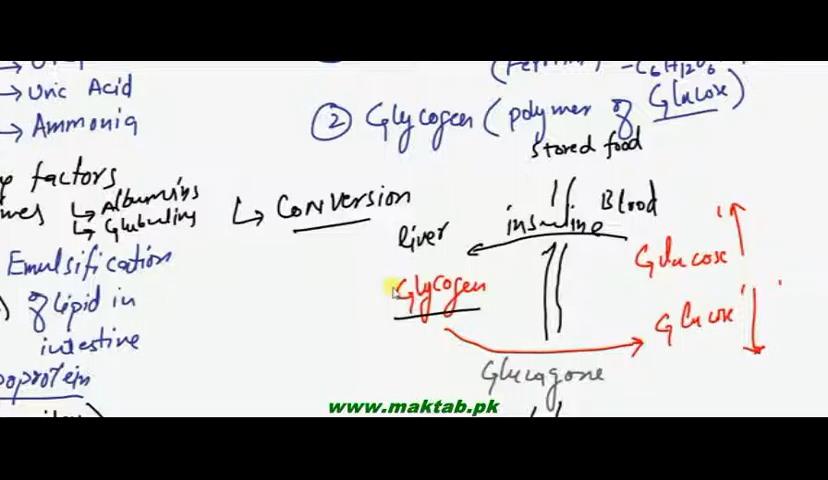 → Uric Acid
→ Ammonia
factors
↳ Albumins
↳ Globulins
Emulsification
of lipid in
intestine
↳ Conversion
-C6H12O6
② Glycogen (polymer of Glucose)
Stored food
Blood
insuline
liver
Glucose
Glycogen
Glucose
Glucagone
www.maktab.pk